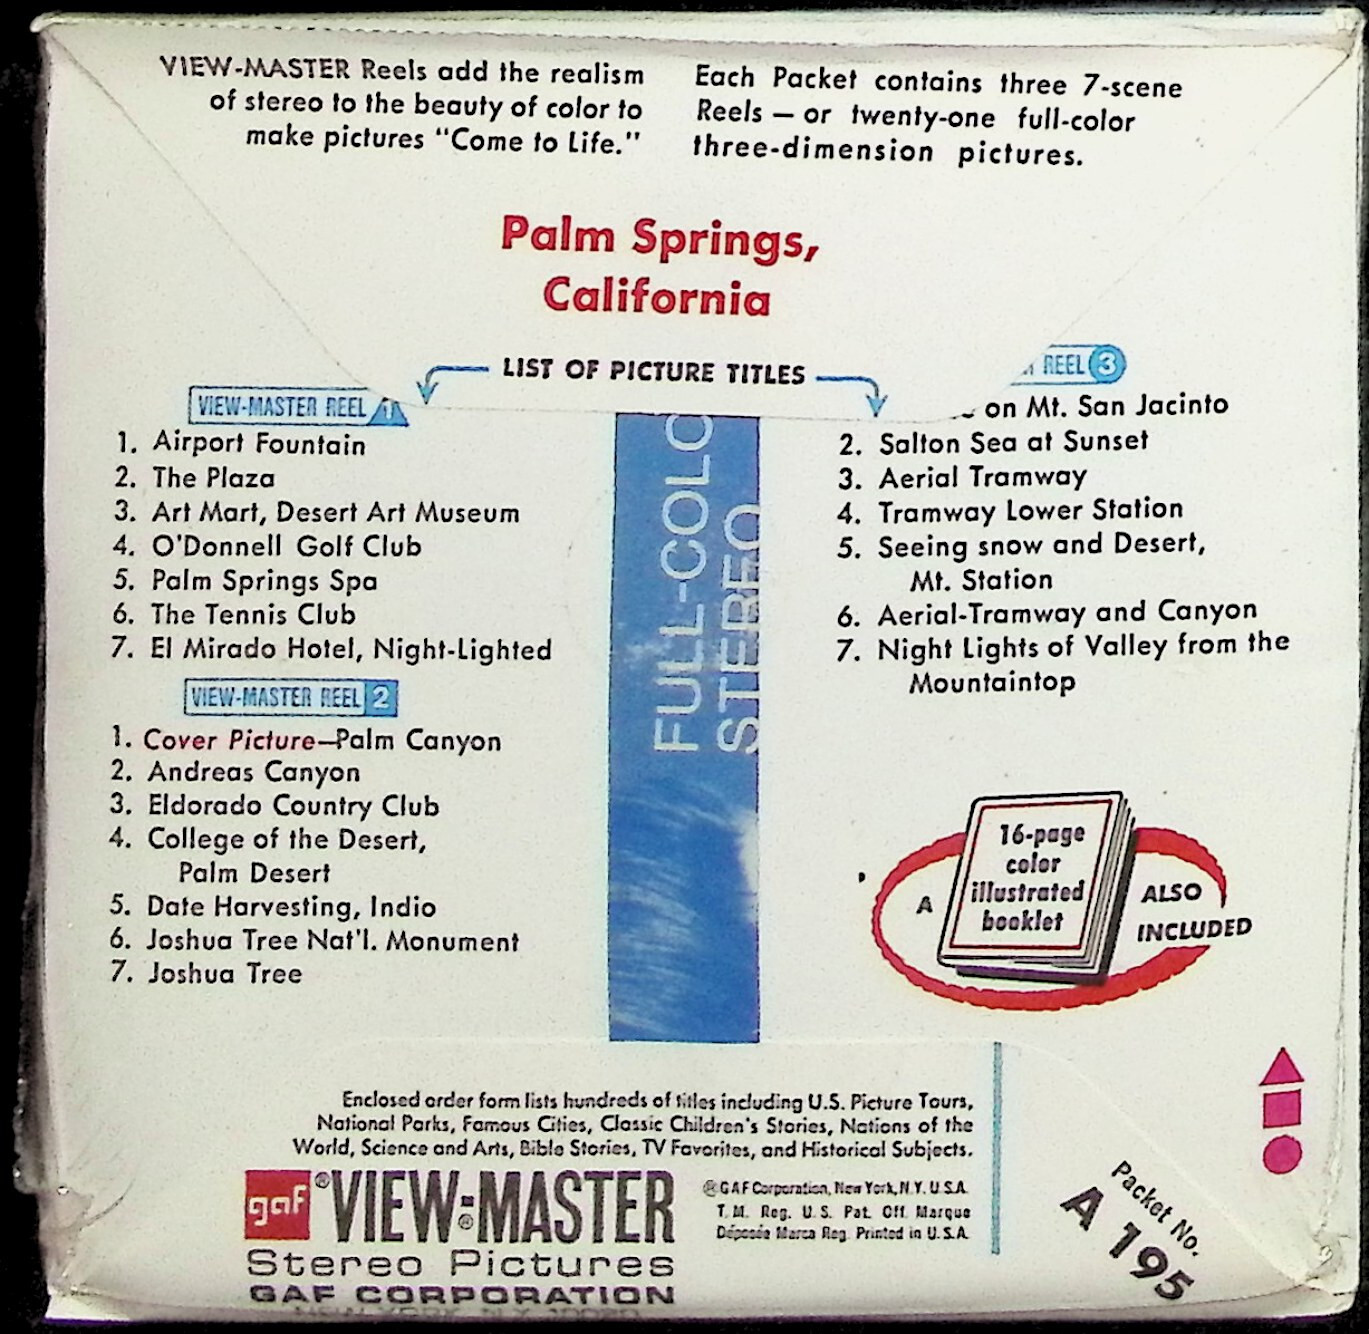 VIEW-MASTER Reels add the realism
of stereo to the beauty of color to
make pictures "Come to Life."
Each Packet contains three 7-scene
Reels — or twenty-one full-color
three-dimension pictures.
Palm Springs,
California
LIST OF PICTURE TITLES
VIEW-MASTER REEL 1
1. Airport Fountain
2. The Plaza
3. Art Mart, Desert Art Museum
4. O'Donnell Golf Club
5. Palm Springs Spa
6. The Tennis Club
7. El Mirado Hotel, Night-Lighted
VIEW-MASTER REEL 2
1. Cover Picture—Palm Canyon
2. Andreas Canyon
3. Eldorado Country Club
4. College of the Desert,
Palm Desert
5. Date Harvesting, Indio
6. Joshua Tree Nat'l. Monument
7. Joshua Tree
FULL-COLO
STEREO
REEL 3
on Mt. San Jacinto
2. Salton Sea at Sunset
3. Aerial Tramway
4. Tramway Lower Station
5. Seeing snow and Desert,
Mt. Station
6. Aerial-Tramway and Canyon
7. Night Lights of Valley from the
Mountaintop
A
16-page
color
illustrated
booklet
ALSO
INCLUDED
Enclosed order form lists hundreds of titles including U.S. Picture Tours,
National Parks, Famous Cities, Classic Children's Stories, Nations of the
World, Science and Arts, Bible Stories, TV Favorites, and Historical Subjects.
gaf ®VIEW-MASTER®
Stereo Pictures
GAF CORPORATION
®GAF Corporation, New York, N.Y. U.S.A.
T. M. Reg. U. S. Pat. Off. Marque
Déposée Marca Reg. Printed in U.S.A.
Packet No.
A 195